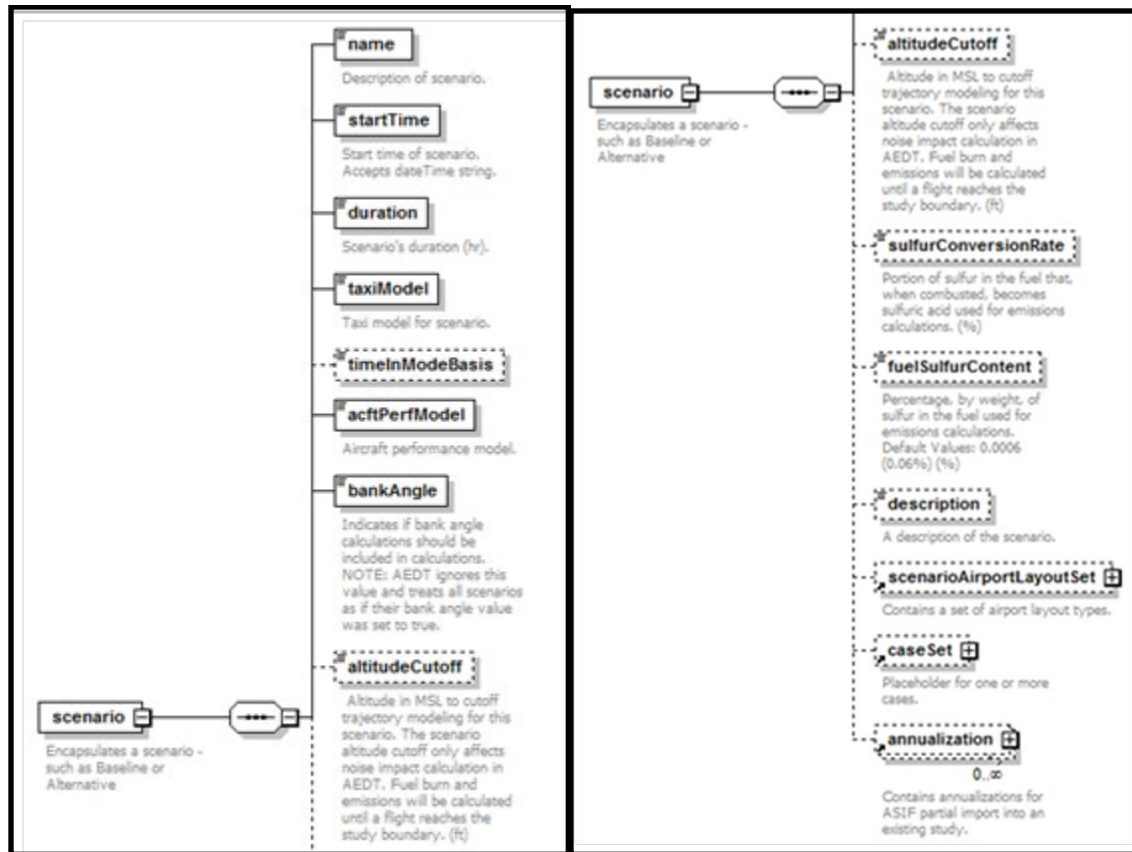 name
Description of scenario.
startTime
Start time of scenario.
Accepts dateTime string.
duration
Scenario's duration (hr).
taxiModel
Taxi model for scenario.
timeInModeBasis
acftPerfModel
Aircraft performance model.
bankAngle
Indicates if bank angle
calculations should be
included in calculations.
NOTE: AEDT ignores this
value and treats all scenarios
as if their bank angle value
was set to true.
altitudeCutoff
Altitude in MSL to cutoff
trajectory modeling for this
scenario. The scenario
altitude cutoff only affects
noise impact calculation in
AEDT. Fuel burn and
emissions will be calculated
until a flight reaches the
study boundary. (ft)
scenario
Encapsulates a scenario -
such as Baseline or
Alternative
altitudeCutoff
Altitude in MSL to cutoff
trajectory modeling for this
scenario. The scenario
altitude cutoff only affects
noise impact calculation in
AEDT. Fuel burn and
emissions will be calculated
until a flight reaches the
study boundary. (ft)
scenario
Encapsulates a scenario -
such as Baseline or
Alternative
sulfurConversionRate
Portion of sulfur in the fuel that,
when combusted, becomes
sulfuric acid used for emissions
calculations. (%)
fuelSulfurContent
Percentage, by weight, of
sulfur in the fuel used for
emissions calculations.
Default Values: 0.0006
(0.06%) (%)
description
A description of the scenario.
scenarioAirportLayoutSet
Contains a set of airport layout types.
caseSet
Placeholder for one or more
cases.
annualization
0..∞
Contains annualizations for
ASIF partial import into an
existing study.